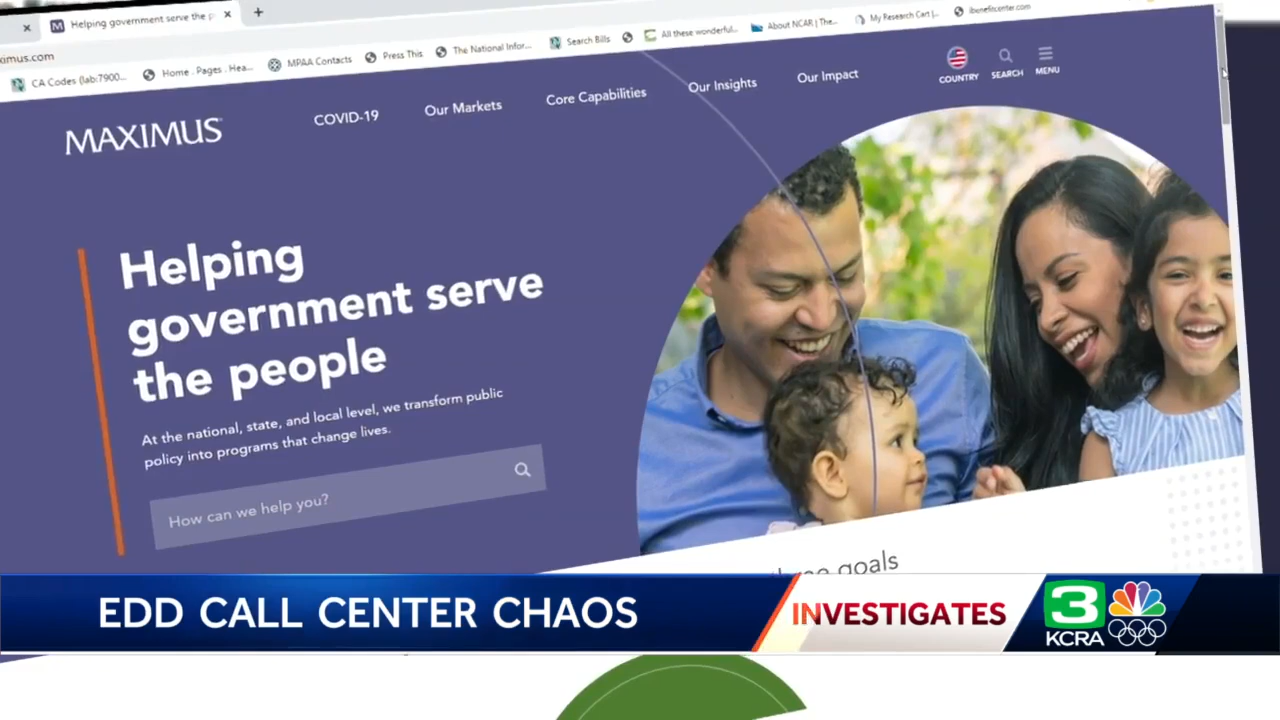 Helping government serve the p
ximus.com
CA Codes (lab:7900...
Home . Pages . Hea...
MPAA Contacts
Press This
The National Infor...
Search Bills
All these wonderful...
About NCAR | The...
My Research Cart |...
ibenefitcenter.com
MAXIMUS
COVID-19
Our Markets
Core Capabilities
Our Insights
Our Impact
COUNTRY
SEARCH
MENU
Helping
government serve
the people
At the national, state, and local level, we transform public
policy into programs that change lives.
How can we help you?
goals
EDD CALL CENTER CHAOS
INVESTIGATES
3
KCRA